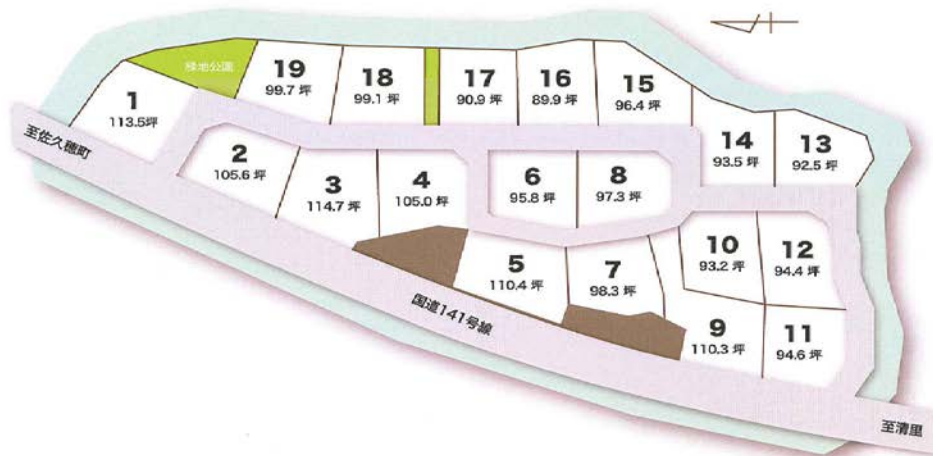 緑地公園
19
99.7 坪
18
99.1 坪
17
90.9 坪
16
89.9 坪
15
96.4 坪
1
113.5坪
14
93.5 坪
13
92.5 坪
至佐久穂町
2
105.6 坪
3
114.7 坪
4
105.0 坪
6
95.8 坪
8
97.3 坪
10
93.2 坪
12
94.4 坪
5
110.4 坪
7
98.3 坪
国道141号線
9
110.3 坪
11
94.6 坪
至清里